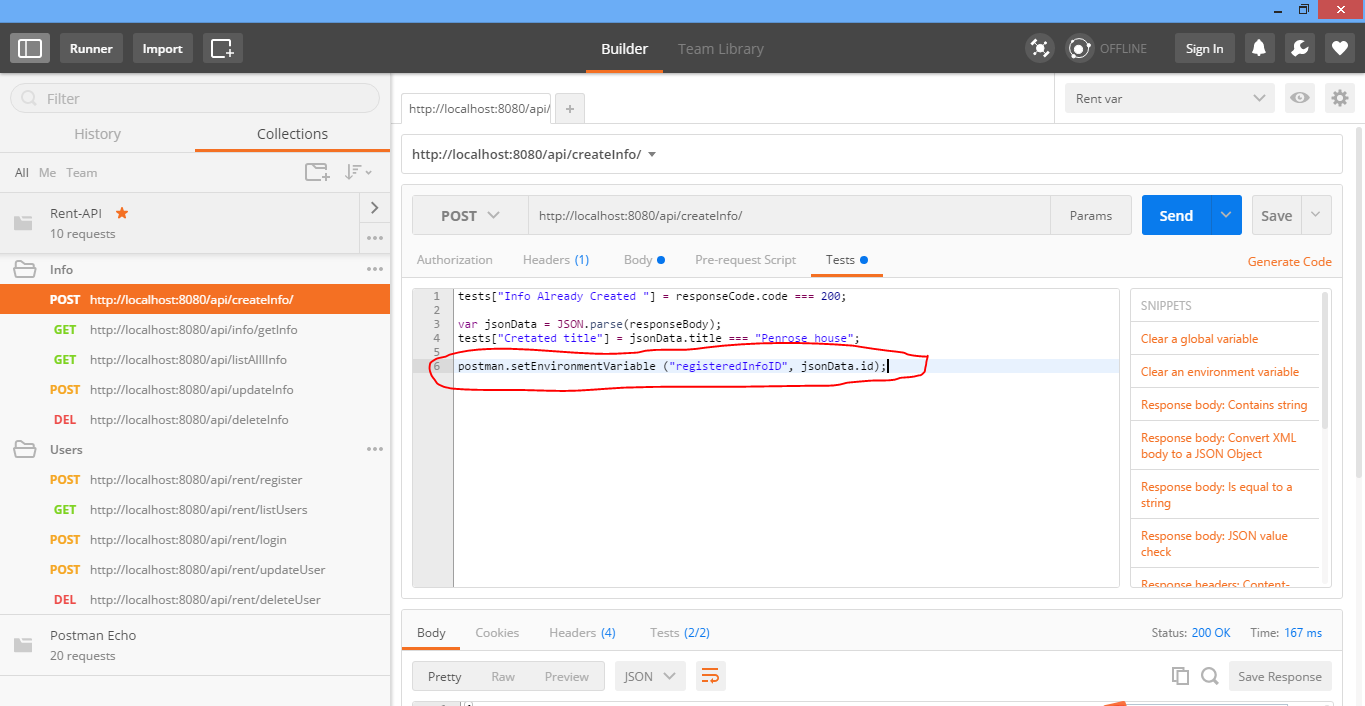 Runner
Import
Builder
Team Library
OFFLINE
Sign In
Filter
History
Collections
All Me Team
Rent-API
10 requests
Info
POST http://localhost:8080/api/createInfo/
GET http://localhost:8080/api/info/getInfo
GET http://localhost:8080/api/listAllIInfo
POST http://localhost:8080/api/updateInfo
DEL http://localhost:8080/api/deleteInfo
Users
POST http://localhost:8080/api/rent/register
GET http://localhost:8080/api/rent/listUsers
POST http://localhost:8080/api/rent/login
POST http://localhost:8080/api/rent/updateUser
DEL http://localhost:8080/api/rent/deleteUser
Postman Echo
20 requests
http://localhost:8080/api/
+
Rent var
http://localhost:8080/api/createInfo/
POST
http://localhost:8080/api/createInfo/
Params
Send
Save
Authorization
Headers (1)
Body
Pre-request Script
Tests
Generate Code
1 tests["Info Already Created "] = responseCode.code === 200;
2
3 var jsonData = JSON.parse(responseBody);
4 tests["Cretated title"] = jsonData.title === "Penrose house";
5
6 postman.setEnvironmentVariable ("registeredInfoID", jsonData.id);
SNIPPETS
Clear a global variable
Clear an environment variable
Response body: Contains string
Response body: Convert XML
body to a JSON Object
Response body: Is equal to a
string
Response body: JSON value
check
Response headers: Content-
Body
Cookies
Headers (4)
Tests (2/2)
Status: 200 OK
Time: 167 ms
Pretty
Raw
Preview
JSON
Save Response